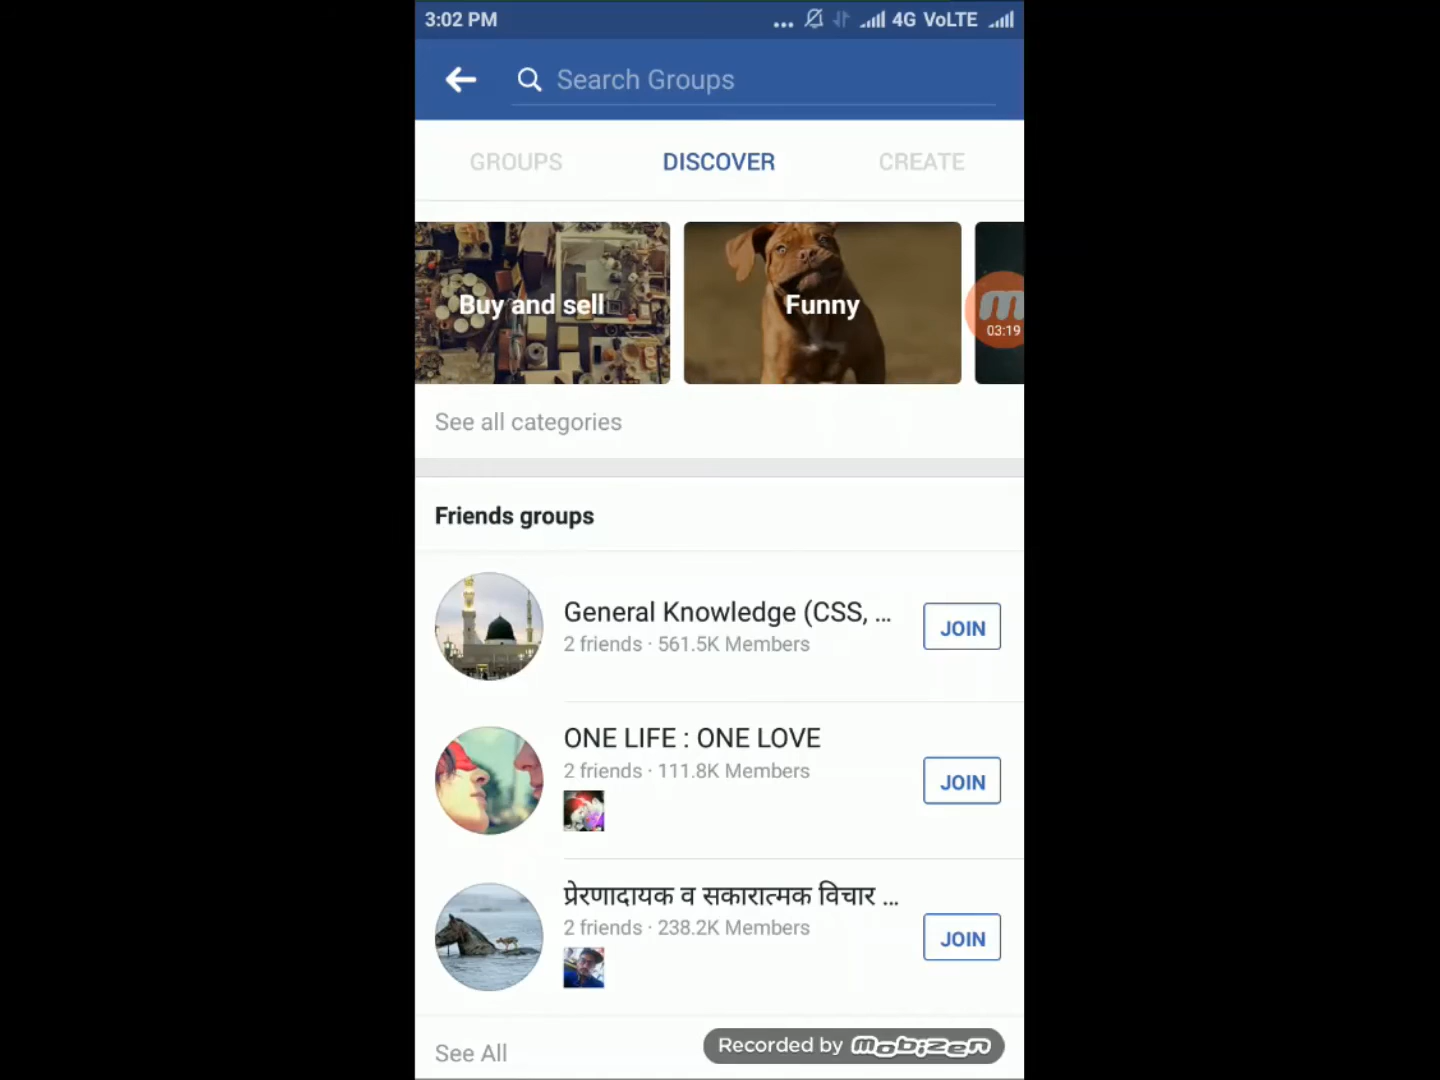 3:02 PM
... 4G VoLTE
Search Groups
GROUPS DISCOVER CREATE
Buy and sell
Funny
03:19
See all categories
Friends groups
General Knowledge (CSS, ...
2 friends · 561.5K Members
JOIN
ONE LIFE : ONE LOVE
2 friends · 111.8K Members
JOIN
प्रेरणादायक व सकारात्मक विचार ...
2 friends · 238.2K Members
JOIN
See All
Recorded by mobizen